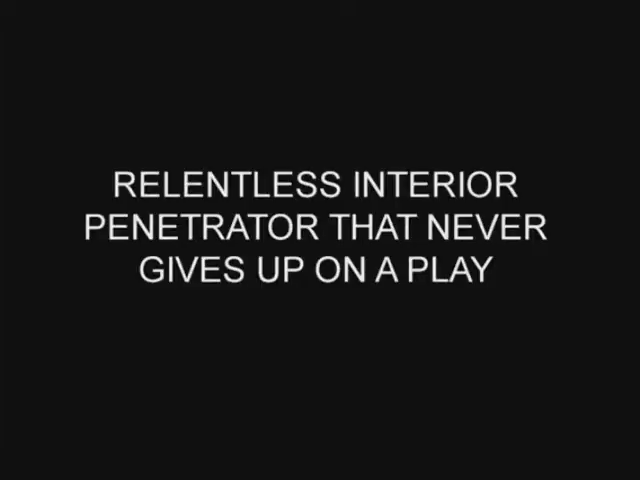 RELENTLESS INTERIOR
PENETRATOR THAT NEVER
GIVES UP ON A PLAY